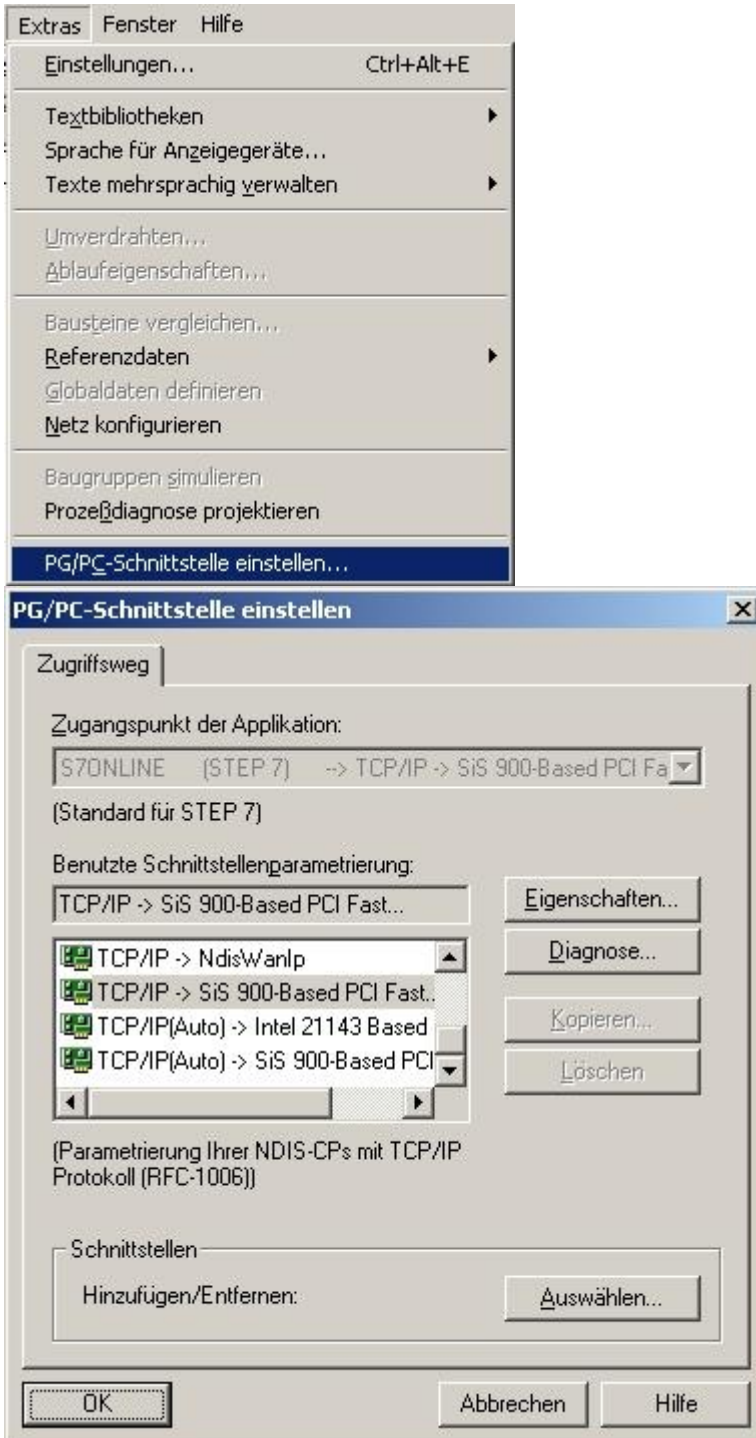 Extras Fenster Hilfe
Einstellungen... Ctrl+Alt+E
Textbibliotheken
Sprache für Anzeigegeräte...
Texte mehrsprachig verwalten
Umverdrahten...
Ablaufeigenschaften...
Bausteine vergleichen...
Referenzdaten
Globaldaten definieren
Netz konfigurieren
Baugruppen simulieren
Prozeßdiagnose projektieren
PG/PC-Schnittstelle einstellen...
PG/PC-Schnittstelle einstellen
Zugriffsweg
Zugangspunkt der Applikation:
S7ONLINE (STEP 7) --> TCP/IP -> SiS 900-Based PCI Fa
(Standard für STEP 7)
Benutzte Schnittstellenparametrierung:
TCP/IP -> SiS 900-Based PCI Fast...
Eigenschaften...
TCP/IP -> NdisWanIp
TCP/IP -> SiS 900-Based PCI Fast..
TCP/IP(Auto) -> Intel 21143 Based
TCP/IP(Auto) -> SiS 900-Based PCI
Diagnose...
Kopieren...
Löschen
(Parametrierung Ihrer NDIS-CPs mit TCP/IP
Protokoll (RFC-1006))
Schnittstellen
Hinzufügen/Entfernen:
Auswählen...
OK Abbrechen Hilfe